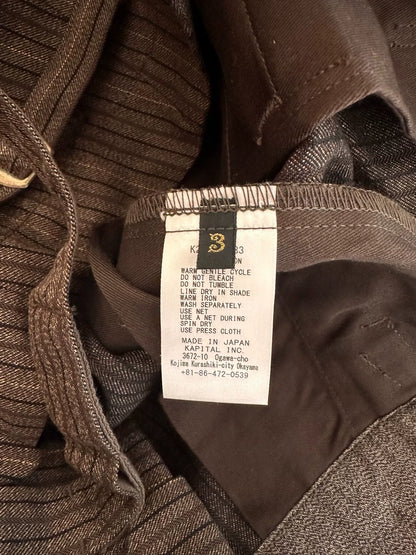 3
WARM GENTLE CYCLE
DO NOT BLEACH
DO NOT TUMBLE
LINE DRY IN SHADE
WARM IRON
WASH SEPARATELY
USE NET
USE A NET DURING
SPIN DRY
USE PRESS CLOTH
MADE IN JAPAN
KAPITAL INC.
3672-10 Ogawa-cho
Kojima Kurashiki-city Okayama
+81-86-472-0539